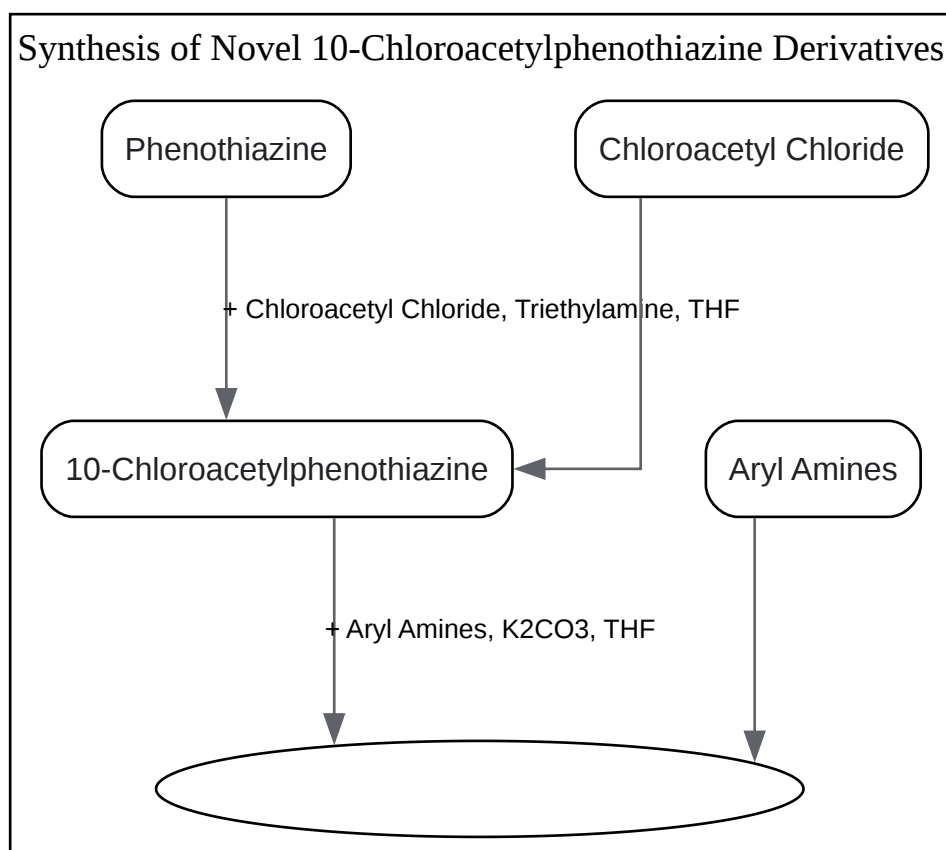 Synthesis of Novel 10-Chloroacetylphenothiazine Derivatives
Phenothiazine
Chloroacetyl Chloride
+ Chloroacetyl Chloride, Triethylamine, THF
10-Chloroacetylphenothiazine
Aryl Amines
+ Aryl Amines, K2CO3, THF